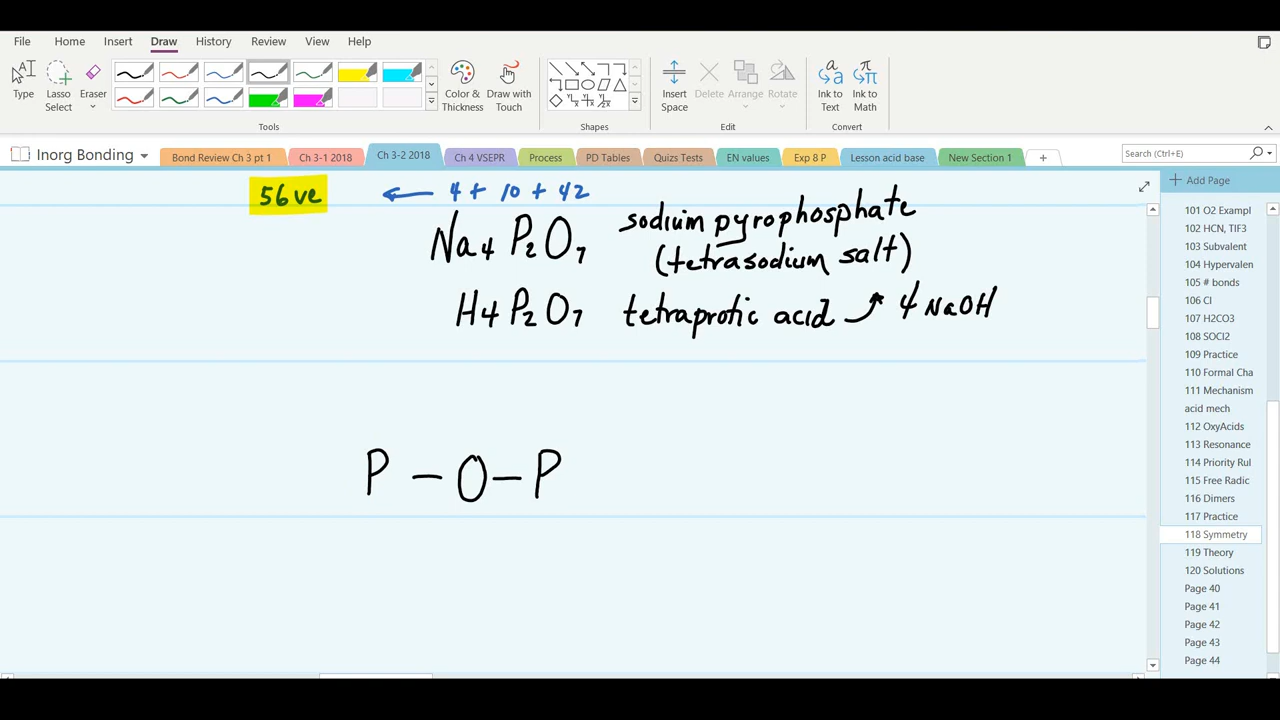 File Home Insert Draw History Review View Help
Type Lasso Select Eraser Color & Thickness Draw with Touch Insert Space Delete Arrange Rotate Ink to Text Ink to Math
Tools Shapes Edit Convert
Inorg Bonding Bond Review Ch 3 pt 1 Ch 3-1 2018 Ch 3-2 2018 Ch 4 VSEPR Process PD Tables Quizs Tests EN values Exp 8 P Lesson acid base New Section 1 + Search (Ctrl+E)
56 ve ← 4 + 10 + 42
Na4 P2O7 sodium pyrophosphate
(tetrasodium salt)
H4 P2O7 tetraprotic acid 4 NaOH
P - O - P
Add Page
101 O2 Exampl
102 HCN, TIF3
103 Subvalent
104 Hypervalen
105 # bonds
106 Cl
107 H2CO3
108 SOCl2
109 Practice
110 Formal Cha
111 Mechanism
acid mech
112 OxyAcids
113 Resonance
114 Priority Rul
115 Free Radic
116 Dimers
117 Practice
118 Symmetry
119 Theory
120 Solutions
Page 40
Page 41
Page 42
Page 43
Page 44